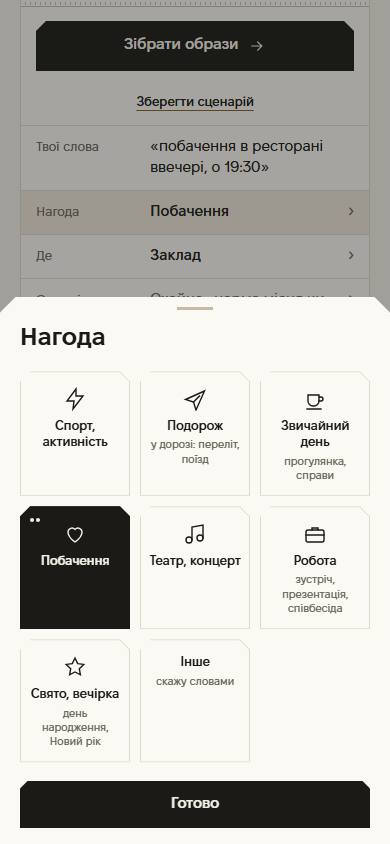 Зібрати образи →
Зберегти сценарій
Твої слова
«побачення в ресторані
ввечері, о 19:30»
Нагода
Побачення
Де
Заклад
Нагода
Спорт,
активність
Подорож
у дорозі: переліт,
поїзд
Звичайний
день
прогулянка,
справи
Побачення
Театр, концерт
Робота
зустріч,
презентація,
співбесіда
Свято, вечірка
день
народження,
Новий рік
Інше
скажу словами
Готово